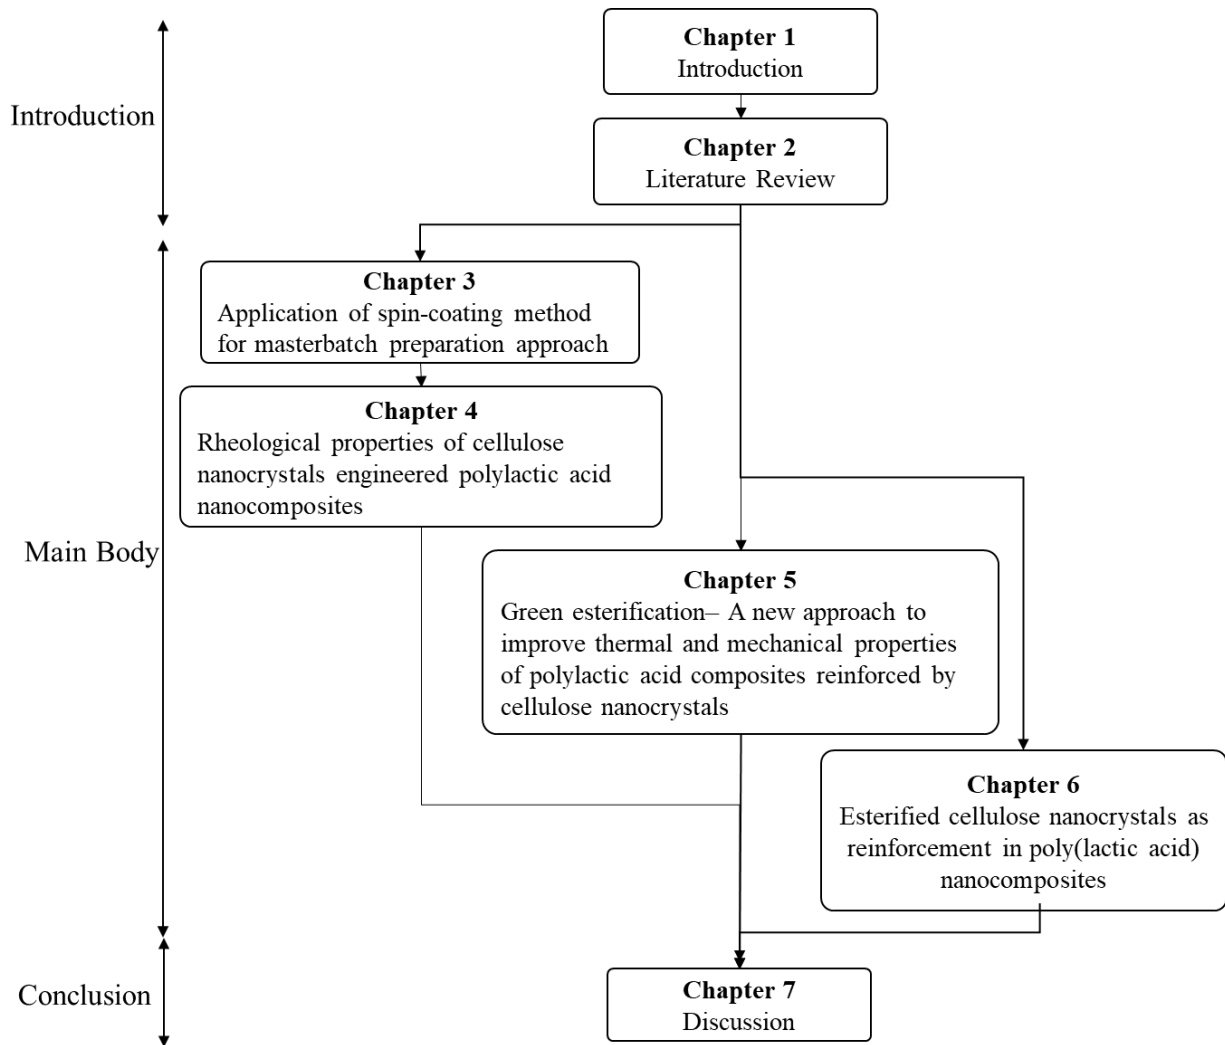 Introduction
Chapter 1
Introduction
Chapter 2
Literature Review
Main Body
Chapter 3
Application of spin-coating method
for masterbatch preparation approach
Chapter 4
Rheological properties of cellulose
nanocrystals engineered polylactic acid
nanocomposites
Chapter 5
Green esterification– A new approach to
improve thermal and mechanical properties
of polylactic acid composites reinforced by
cellulose nanocrystals
Chapter 6
Esterified cellulose nanocrystals as
reinforcement in poly(lactic acid)
nanocomposites
Conclusion
Chapter 7
Discussion